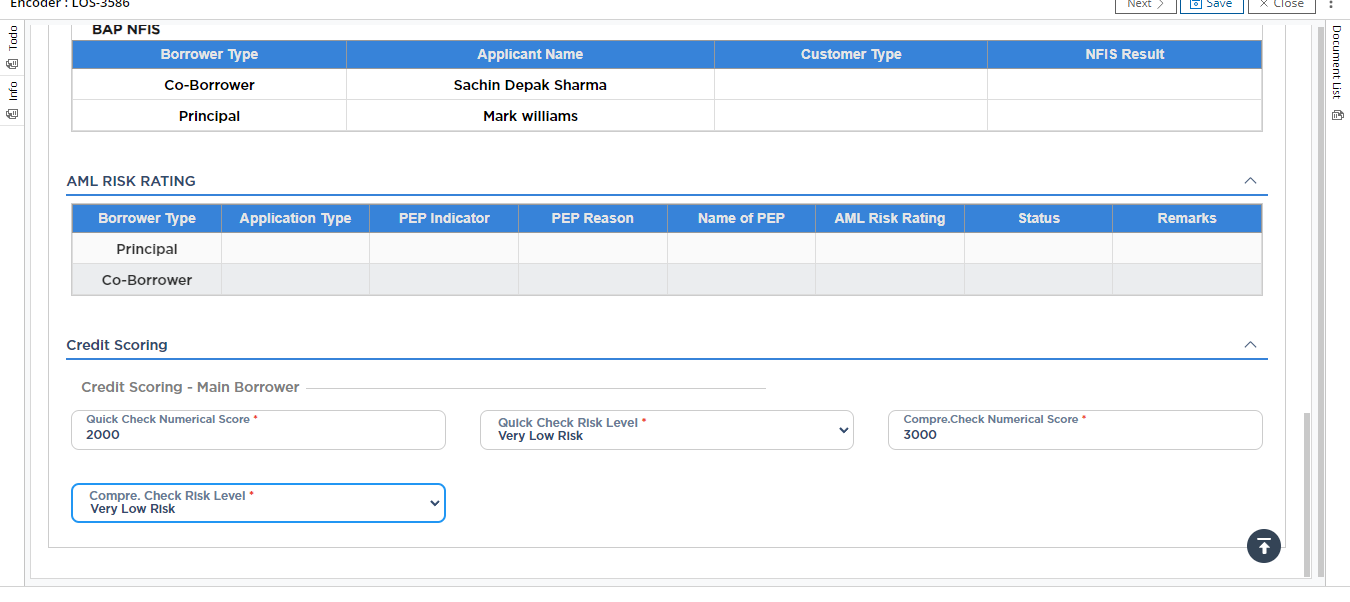 Encoder : LOS-3586
Next
Save
Close
Todo
Info
Document List
BAP NFIS
Borrower Type Applicant Name Customer Type NFIS Result
Co-Borrower Sachin Depak Sharma
Principal Mark williams
AML RISK RATING
Borrower Type Application Type PEP Indicator PEP Reason Name of PEP AML Risk Rating Status Remarks
Principal
Co-Borrower
Credit Scoring
Credit Scoring - Main Borrower
Quick Check Numerical Score *
2000
Quick Check Risk Level *
Very Low Risk
Compre.Check Numerical Score *
3000
Compre. Check Risk Level *
Very Low Risk